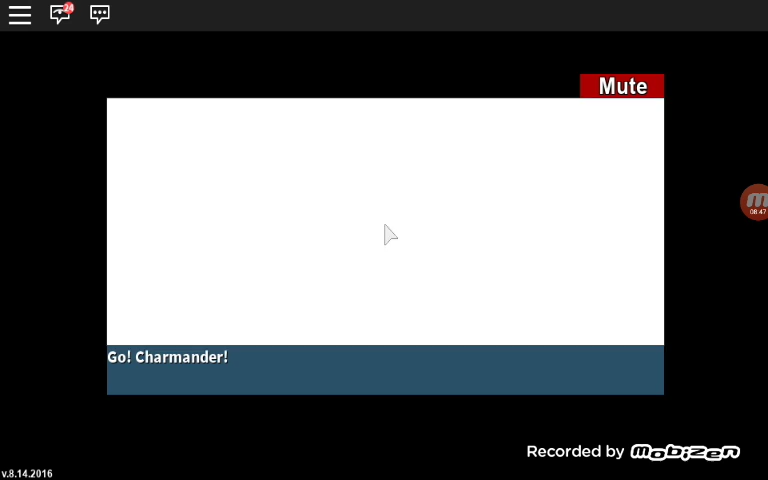 24
Mute
08:47
Go! Charmander!
Recorded by mobizen
v.8.14.2016